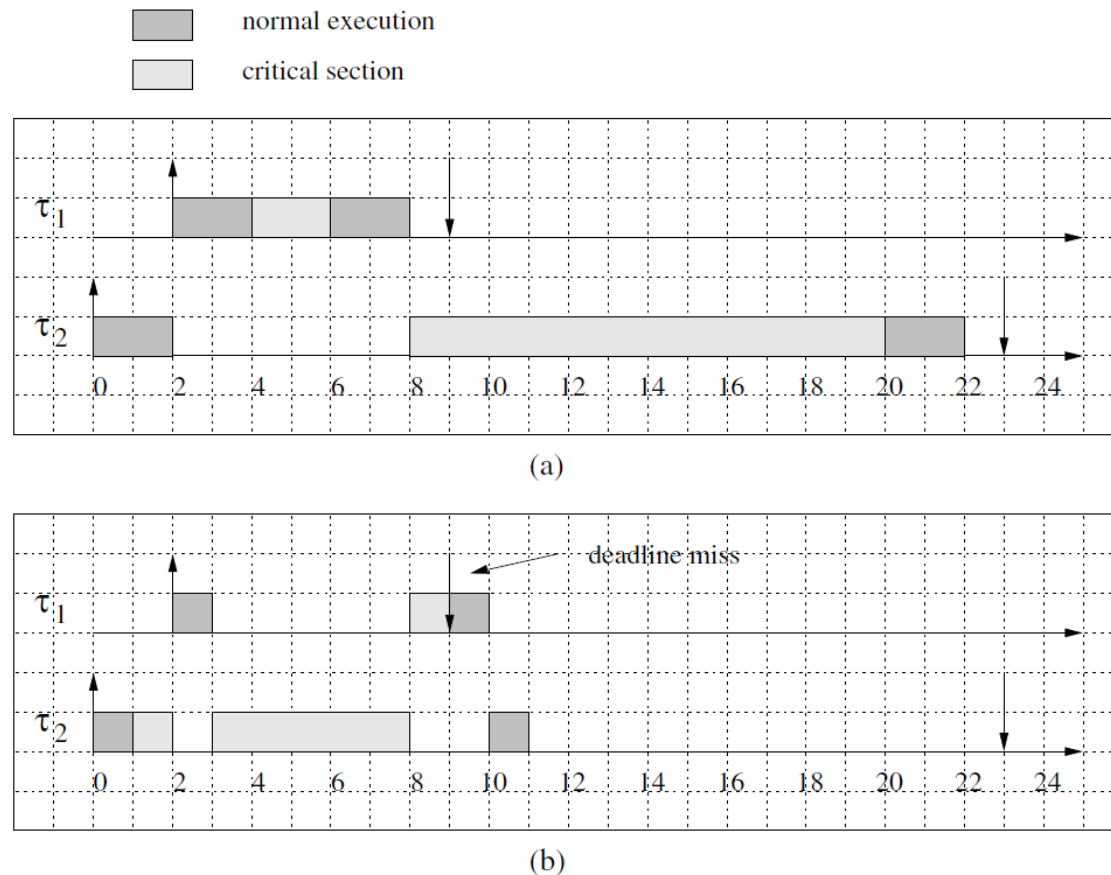 normal execution
critical section
τ1
τ2
0 2 4 6 8 10 12 14 16 18 20 22 24
(a)
deadline miss
τ1
τ2
0 2 4 6 8 10 12 14 16 18 20 22 24
(b)